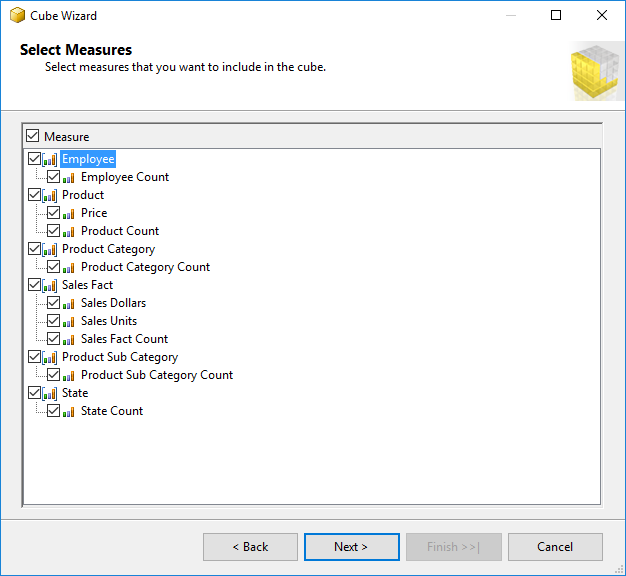 Cube Wizard
Select Measures
Select measures that you want to include in the cube.
Measure
Employee
Employee Count
Product
Price
Product Count
Product Category
Product Category Count
Sales Fact
Sales Dollars
Sales Units
Sales Fact Count
Product Sub Category
Product Sub Category Count
State
State Count
< Back Next > Finish >>| Cancel